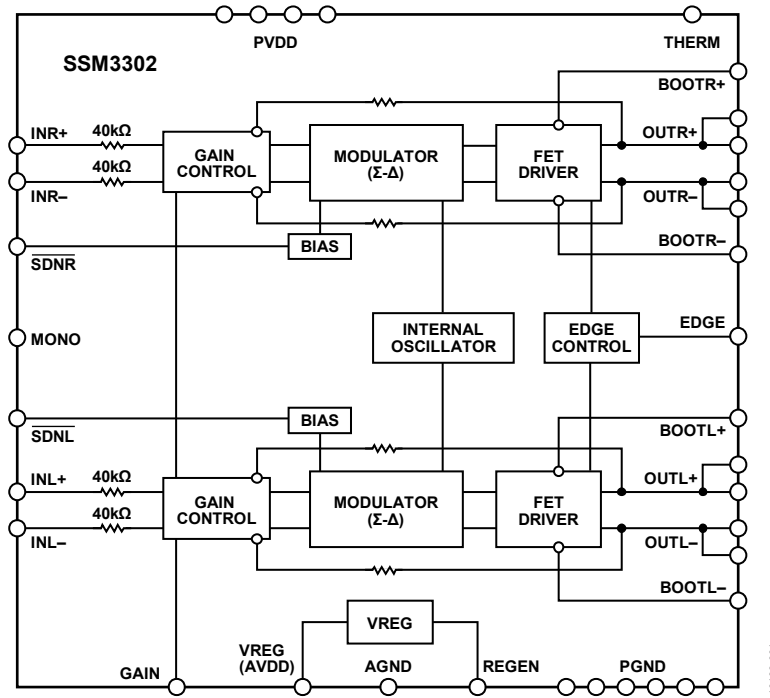 PVDD
THERM
SSM3302
BOOTR+
INR+
40kΩ
GAIN
CONTROL
MODULATOR
(Σ-Δ)
FET
DRIVER
OUTR+
40kΩ
INR–
OUTR–
BOOTR–
SDNR
BIAS
MONO
INTERNAL
OSCILLATOR
EDGE
CONTROL
EDGE
SDNL
BIAS
BOOTL+
INL+
40kΩ
GAIN
CONTROL
MODULATOR
(Σ-Δ)
FET
DRIVER
OUTL+
40kΩ
INL–
OUTL–
BOOTL–
VREG
GAIN
VREG
(AVDD)
AGND
REGEN
PGND